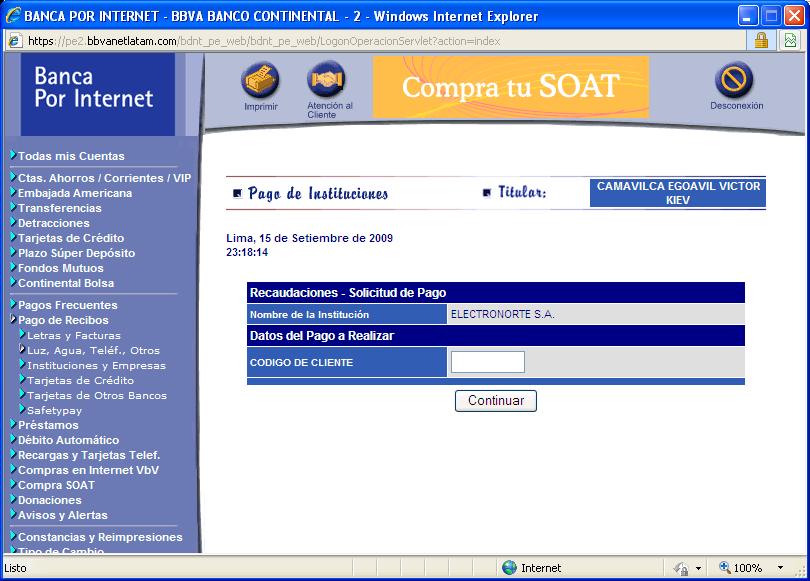 BANCA POR INTERNET - BBVA BANCO CONTINENTAL - 2 - Windows Internet Explorer
https://pe2.bbvanetlatam.com/bdnt_pe_web/bdnt_pe_web/LogonOperacionServlet?action=index
Banca
Por Internet
Imprimir
Atención al
Cliente
Compra tu SOAT
Desconexión
Todas mis Cuentas
Ctas. Ahorros / Corrientes / VIP
Embajada Americana
Transferencias
Detracciones
Tarjetas de Crédito
Plazo Súper Depósito
Fondos Mutuos
Continental Bolsa
Pagos Frecuentes
Pago de Recibos
Letras y Facturas
Luz, Agua, Teléf., Otros
Instituciones y Empresas
Tarjetas de Crédito
Tarjetas de Otros Bancos
Safetypay
Préstamos
Débito Automático
Recargas y Tarjetas Telef.
Compras en Internet VbV
Compra SOAT
Donaciones
Avisos y Alertas
Constancias y Reimpresiones
Tipo de Cambio
Pago de Instituciones
Titular:
CAMAVILCA EGOAVIL VICTOR
KIEV
Lima, 15 de Setiembre de 2009
23:18:14
Recaudaciones - Solicitud de Pago
Nombre de la Institución
ELECTRONORTE S.A.
Datos del Pago a Realizar
CODIGO DE CLIENTE
Continuar
Listo
Internet
100%